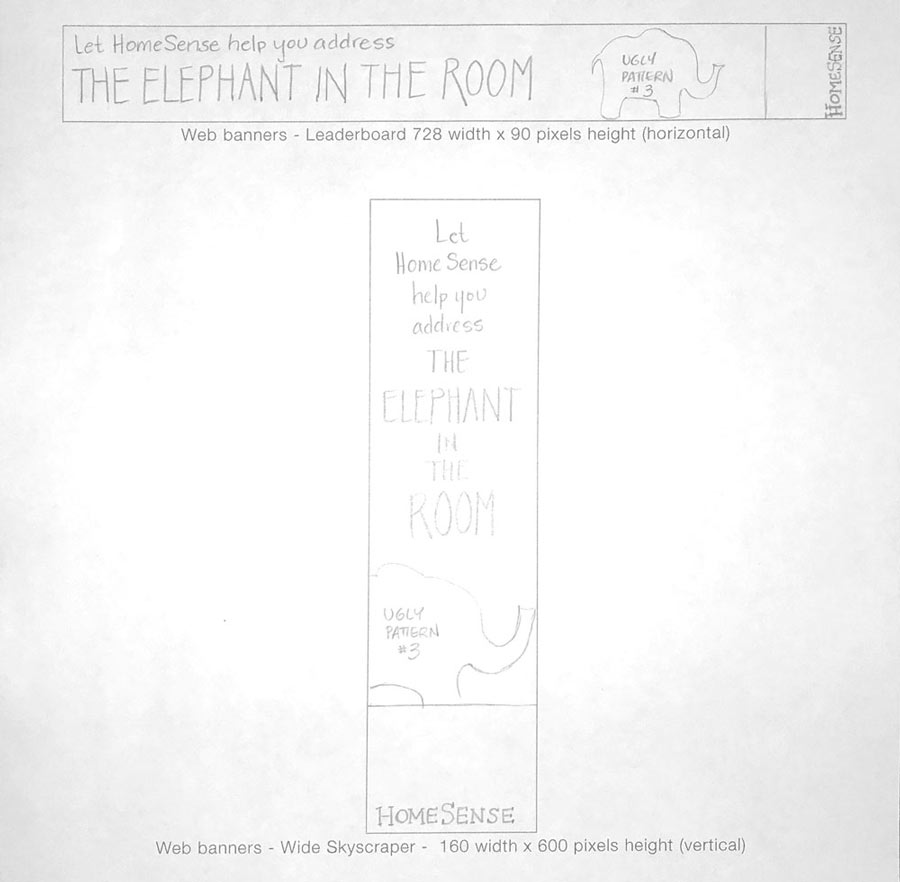 Let HomeSense help you address
THE ELEPHANT IN THE ROOM
UGLY
PATTERN
#3
HOMESENSE
Web banners - Leaderboard 728 width x 90 pixels height (horizontal)
Let
HomeSense
help you
address
THE
ELEPHANT
IN
THE
ROOM
UGLY
PATTERN
#3
HOMESENSE
Web banners - Wide Skyscraper - 160 width x 600 pixels height (vertical)